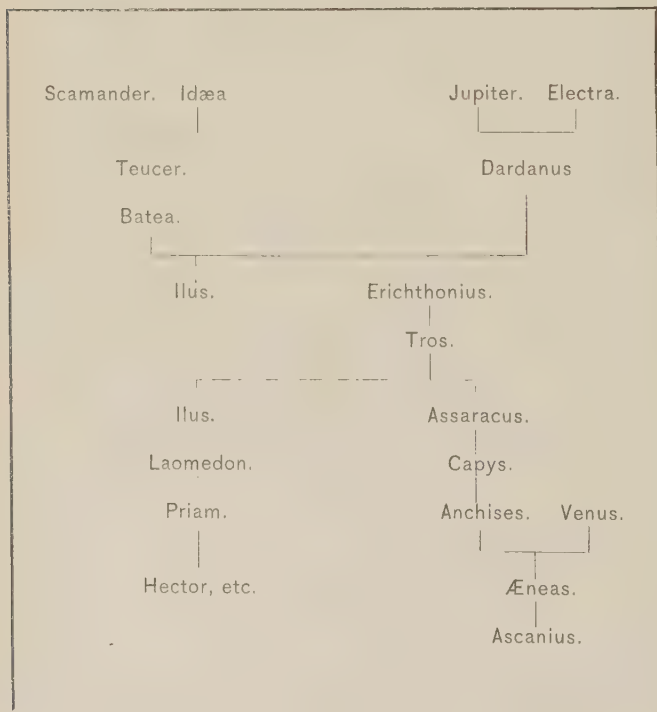 Scamander. Idæa Jupiter. Electra.
Teucer. Dardanus
Batea.
Ilus. Erichthonius.
Tros.
Ilus. Assaracus.
Laomedon. Capys.
Priam. Anchises. Venus.
Hector, etc. Æneas.
Ascanius.